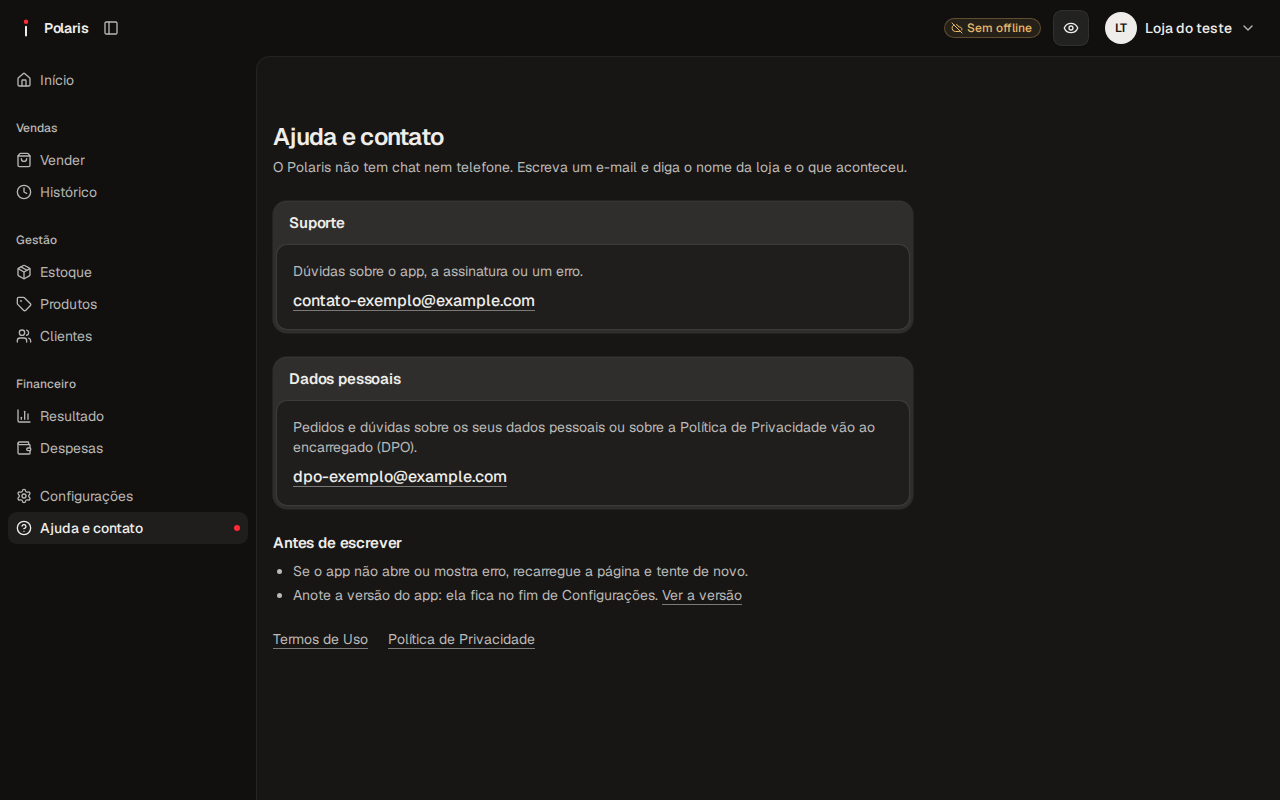 Polaris
Sem offline
LT
Loja do teste
Início
Vendas
Vender
Histórico
Gestão
Estoque
Produtos
Clientes
Financeiro
Resultado
Despesas
Configurações
Ajuda e contato
Ajuda e contato
O Polaris não tem chat nem telefone. Escreva um e-mail e diga o nome da loja e o que aconteceu.
Suporte
Dúvidas sobre o app, a assinatura ou um erro.
contato-exemplo@example.com
Dados pessoais
Pedidos e dúvidas sobre os seus dados pessoais ou sobre a Política de Privacidade vão ao
encarregado (DPO).
dpo-exemplo@example.com
Antes de escrever
Se o app não abre ou mostra erro, recarregue a página e tente de novo.
Anote a versão do app: ela fica no fim de Configurações. Ver a versão
Termos de Uso Política de Privacidade